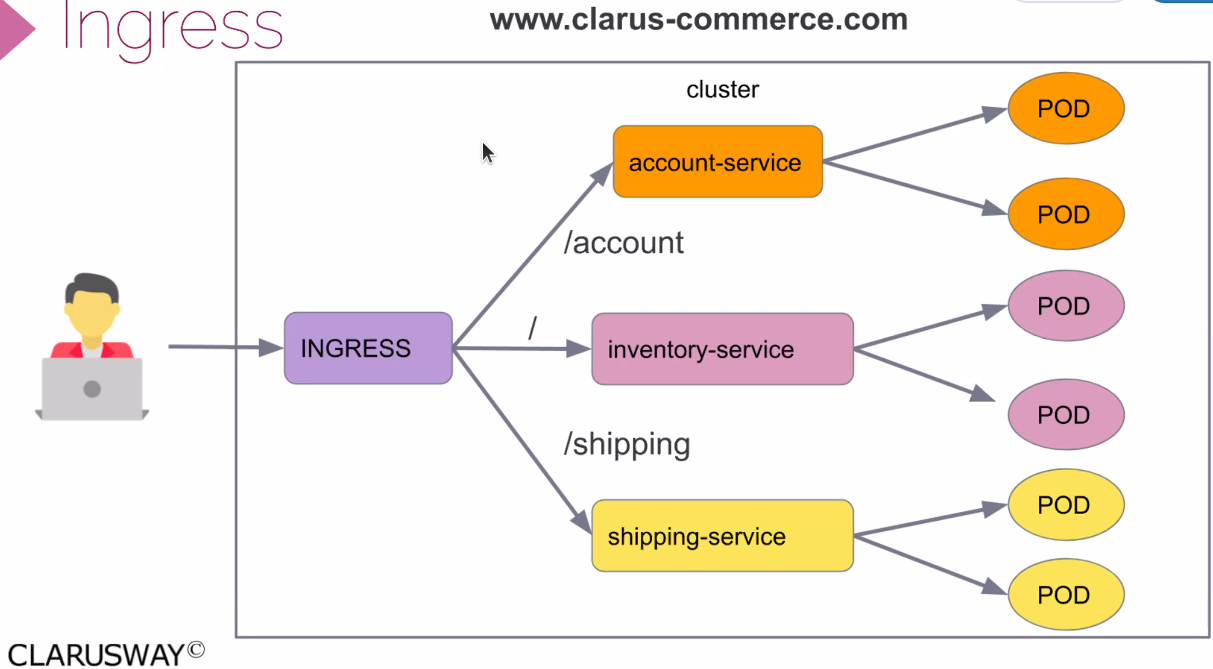 Ingress
www.clarus-commerce.com
cluster
POD
account-service
POD
/account
POD
/
INGRESS
inventory-service
POD
/shipping
POD
shipping-service
POD
CLARUSWAY©